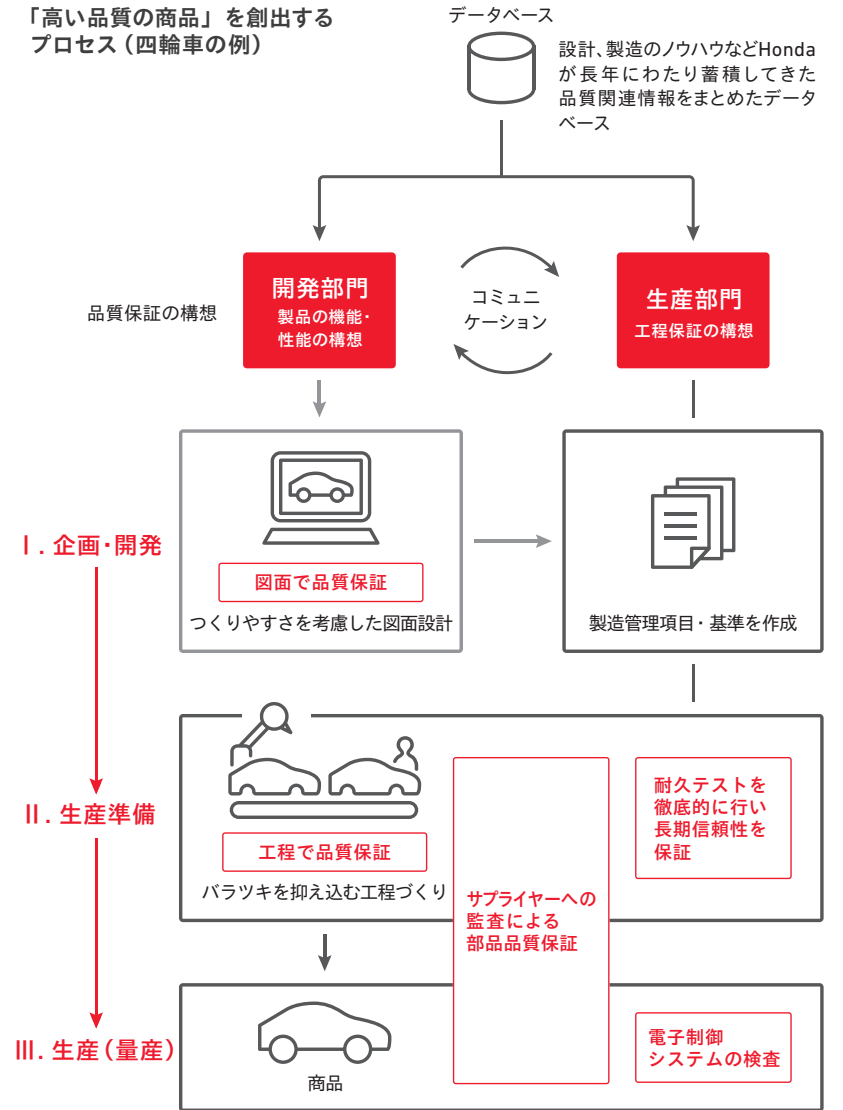 「高い品質の商品」を創出する
プロセス（四輪車の例）
データベース
設計、製造のノウハウなどHonda
が長年にわたり蓄積してきた
品質関連情報をまとめたデータ
ベース
品質保証の構想
開発部門
製品の機能・
性能の構想
コミュニ
ケーション
生産部門
工程保証の構想
Ⅰ. 企画・開発
図面で品質保証
つくりやすさを考慮した図面設計
製造管理項目・基準を作成
Ⅱ. 生産準備
工程で品質保証
バラツキを抑え込む工程づくり
サプライヤーへの
監査による
部品品質保証
耐久テストを
徹底的に行い
長期信頼性を
保証
Ⅲ. 生産（量産）
商品
電子制御
システムの検査